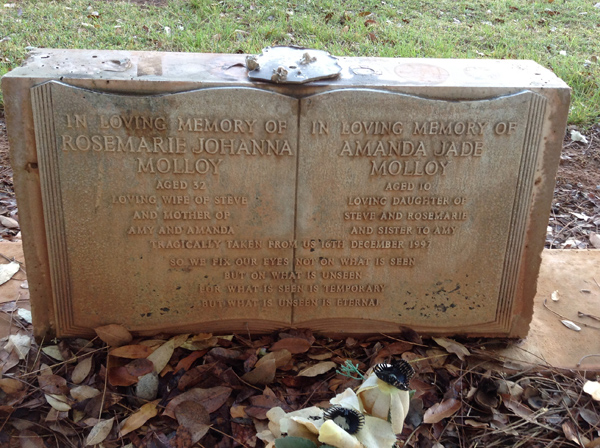 IN LOVING MEMORY OF
ROSEMARIE JOHANNA
MOLLOY
AGED 32
LOVING WIFE OF STEVE
AND MOTHER OF
AMY AND AMANDA
IN LOVING MEMORY OF
AMANDA JADE
MOLLOY
AGED 10
LOVING DAUGHTER OF
STEVE AND ROSEMARIE
AND SISTER TO AMY
TRAGICALLY TAKEN FROM US 16TH DECEMBER 1997
SO WE FIX OUR EYES NOT ON WHAT IS SEEN
BUT ON WHAT IS UNSEEN
FOR WHAT IS SEEN IS TEMPORARY
BUT WHAT IS UNSEEN IS ETERNAL